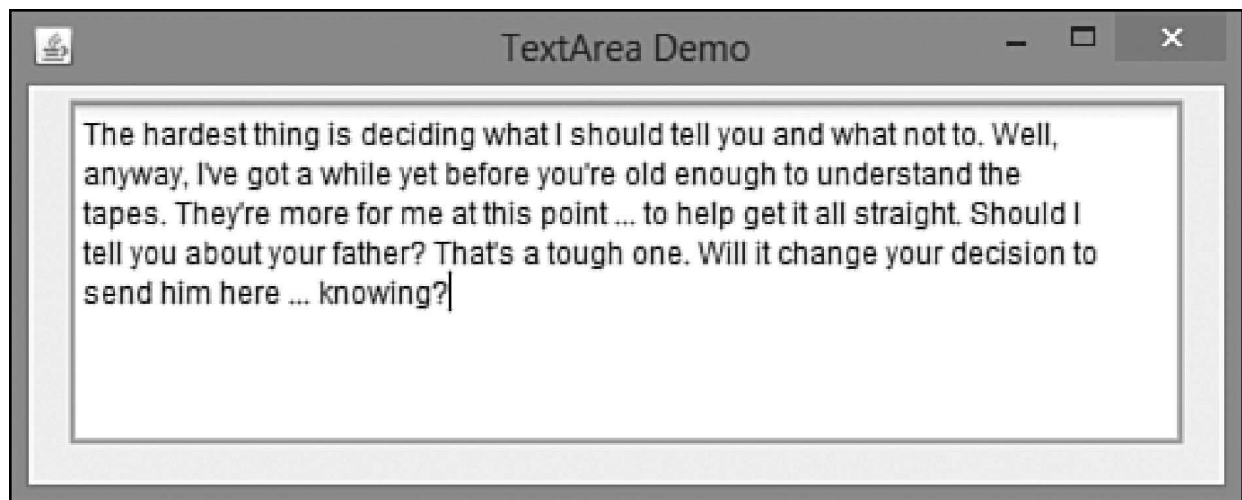 TextArea Demo
The hardest thing is deciding what I should tell you and what not to. Well,
anyway, I've got a while yet before you're old enough to understand the
tapes. They're more for me at this point ... to help get it all straight. Should I
tell you about your father? That's a tough one. Will it change your decision to
send him here ... knowing?